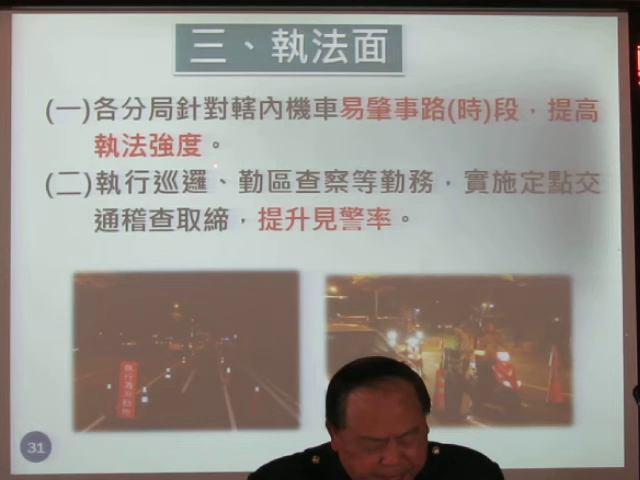 三、執法面
(一)各分局針對轄內機車易肇事路(時)段，提高
執法強度。
(二)執行巡邏、勤區查察等勤務，實施定點交
通稽查取締，提升見警率。
31